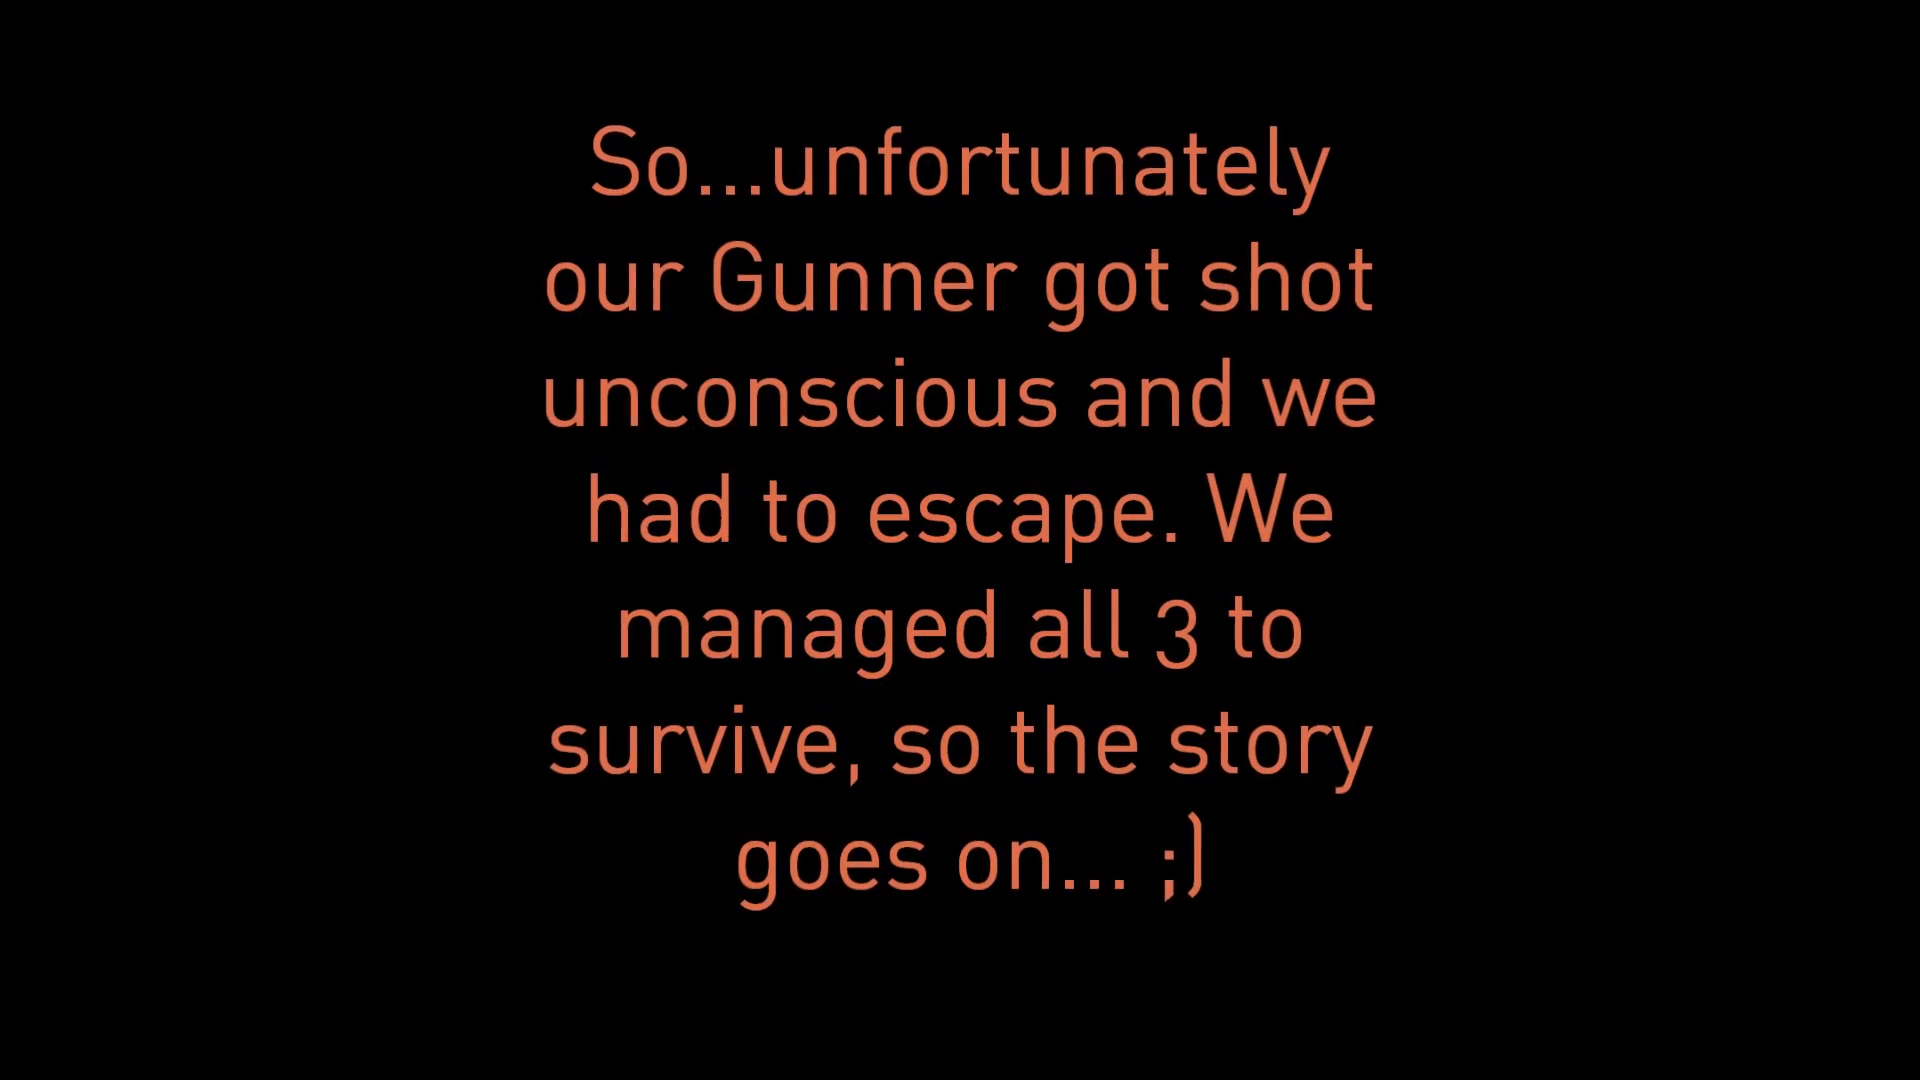 So...unfortunately
our Gunner got shot
unconscious and we
had to escape. We
managed all 3 to
survive, so the story
goes on... ;)